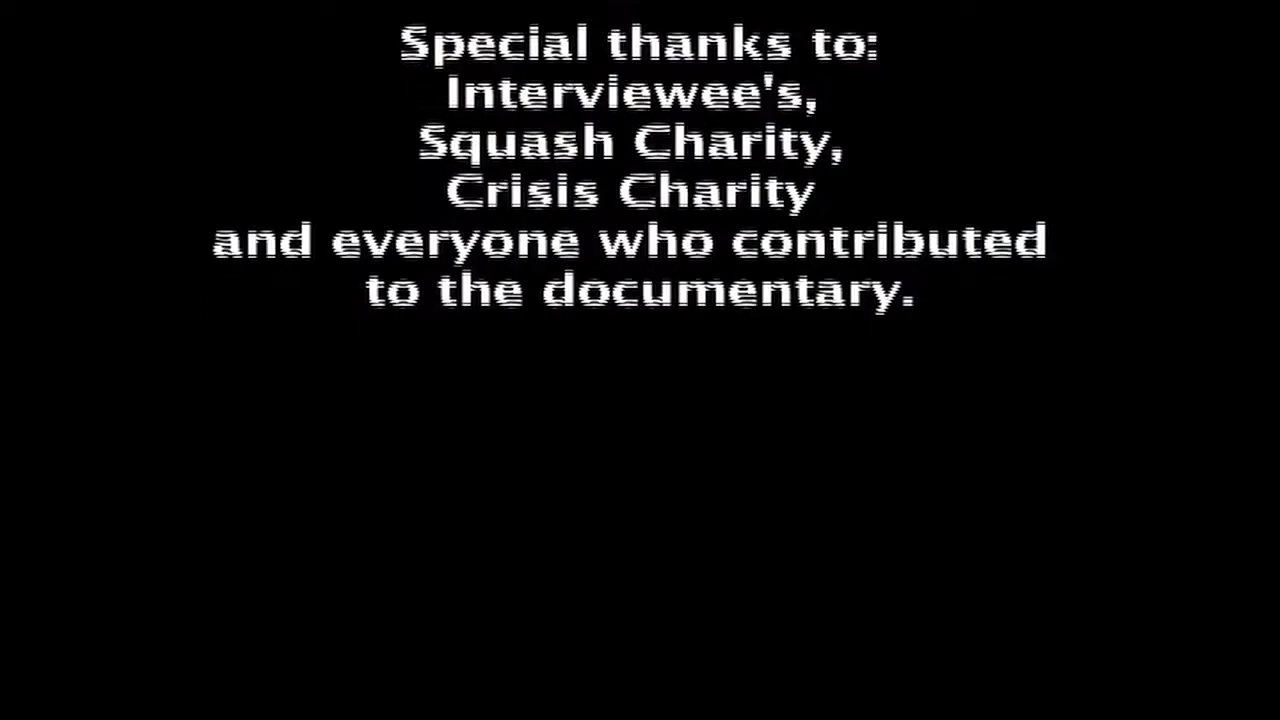 Special thanks to:
Interviewee's,
Squash Charity,
Crisis Charity
and everyone who contributed
to the documentary.